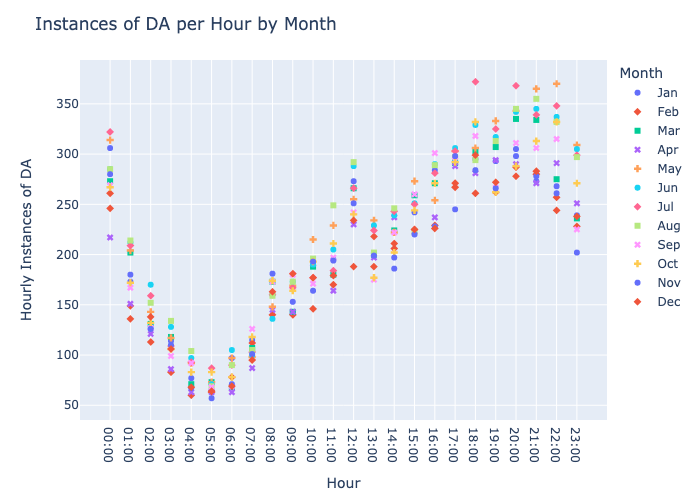 Instances of DA per Hour by Month
Month
Jan
Feb
Mar
Apr
May
Jun
Jul
Aug
Sep
Oct
Nov
Dec
Hourly Instances of DA
350
300
250
200
150
100
50
00:00
01:00
02:00
03:00
04:00
05:00
06:00
07:00
08:00
09:00
10:00
11:00
12:00
13:00
14:00
15:00
16:00
17:00
18:00
19:00
20:00
21:00
22:00
23:00
Hour